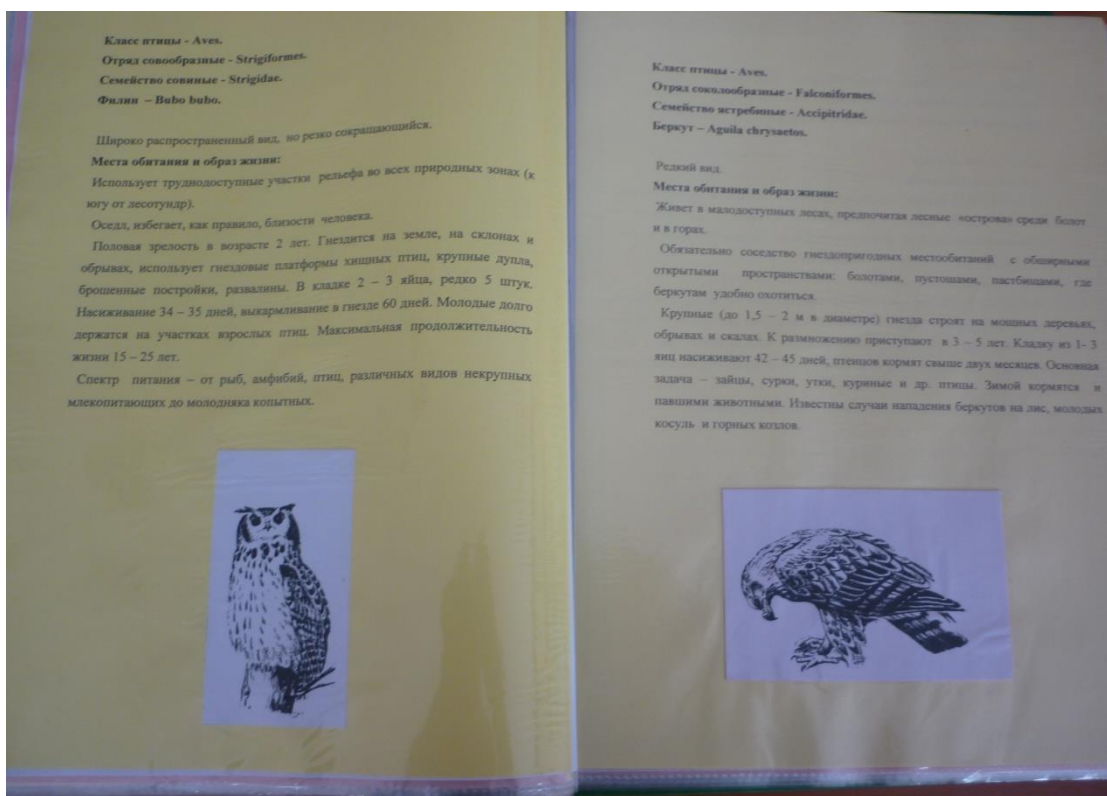 Класс птицы - Aves.
Отряд совообразные - Strigiformes.
Семейство совиные - Strigidae.
Филин – Bubo bubo.
Широко распространенный вид, но резко сокращающийся.
Места обитания и образ жизни:
Использует труднодоступные участки рельефа во всех природных зонах (к
югу от лесотундр).
Оседл, избегает, как правило, близости человека.
Половая зрелость в возрасте 2 лет. Гнездится на земле, на склонах и
обрывах, использует гнездовые платформы хищных птиц, крупные дупла,
брошенные постройки, развалины. В кладке 2 – 3 яйца, редко 5 штук.
Насиживание 34 – 35 дней, выкармливание в гнезде 60 дней. Молодые долго
держатся на участках взрослых птиц. Максимальная продолжительность
жизни 15 – 25 лет.
Спектр питания – от рыб, амфибий, птиц, различных видов некрупных
млекопитающих до молодняка копытных.
Класс птицы - Aves.
Отряд соколообразные - Falconiformes.
Семейство ястребиные - Accipitridae.
Беркут – Aguila chrysaetos.
Редкий вид.
Места обитания и образ жизни:
Живет в малодоступных лесах, предпочитая лесные «острова» среди болот
и в горах.
Обязательно соседство гнездопригодных местообитаний с обширными
открытыми пространствами: болотами, пустошами, пастбищами, где
беркутам удобно охотиться.
Крупные (до 1,5 – 2 м в диаметре) гнезда строят на мощных деревьях,
обрывах и скалах. К размножению приступают в 3 – 5 лет. Кладку из 1- 3
яиц насиживают 42 – 45 дней, птенцов кормят свыше двух месяцев. Основная
задача – зайцы, сурки, утки, куриные и др. птицы. Зимой кормятся и
павшими животными. Известны случаи нападения беркутов на лис, молодых
косуль и горных козлов.